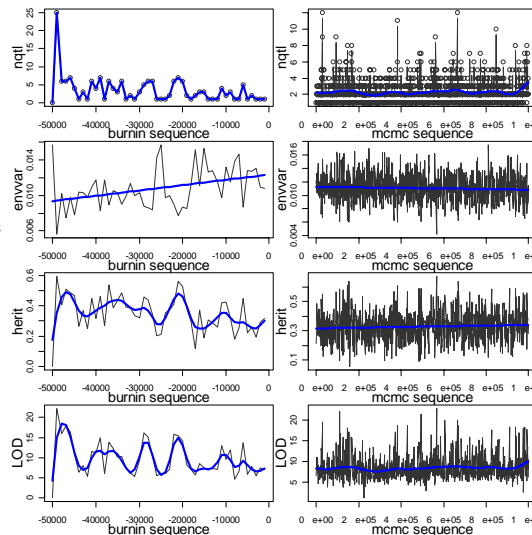 nqtl
0 5 10 15 20 25
-50000 -40000 -30000 -20000 -10000 0
burnin sequence
nqtl
2 4 6 8 10 12
0 e+00 2 e+05 4 e+05 6 e+05 8 e+05 1 e+
mcmc sequence
envvar
0.006 0.010 0.014
-50000 -40000 -30000 -20000 -10000 0
burnin sequence
envvar
0.004 0.010 0.016
0 e+00 2 e+05 4 e+05 6 e+05 8 e+05 1 e+
mcmc sequence
herit
0.0 0.2 0.4 0.6
-50000 -40000 -30000 -20000 -10000 0
burnin sequence
herit
0.1 0.3 0.5
0 e+00 2 e+05 4 e+05 6 e+05 8 e+05 1 e+
mcmc sequence
LOD
0 5 10 15 20
-50000 -40000 -30000 -20000 -10000 0
burnin sequence
LOD
5 10 15 20
0 e+00 2 e+05 4 e+05 6 e+05 8 e+05 1 e-
mcmc sequence